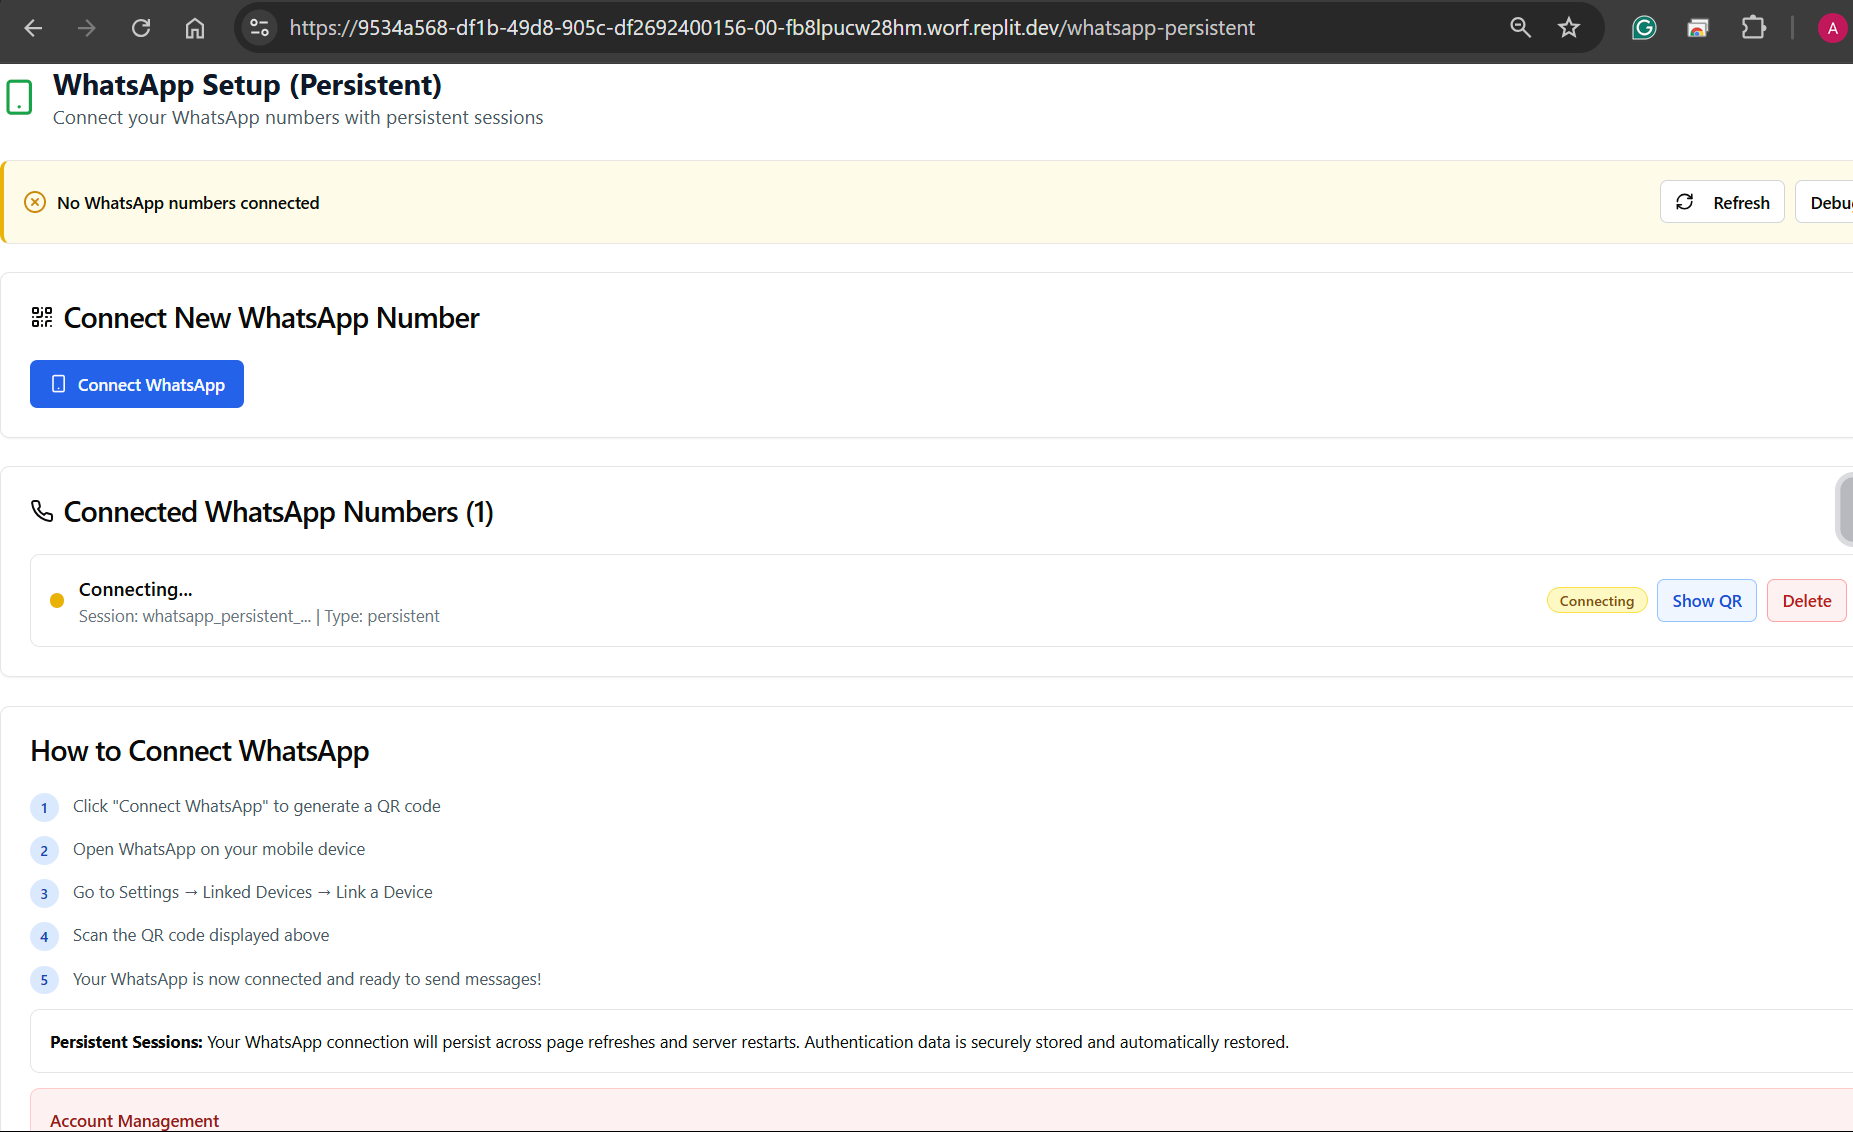 https://9534a568-df1b-49d8-905c-df2692400156-00-fb8lpucw28hm.worf.replit.dev/whatsapp-persistent
A
WhatsApp Setup (Persistent)
Connect your WhatsApp numbers with persistent sessions
No WhatsApp numbers connected
Refresh
Debu
Connect New WhatsApp Number
Connect WhatsApp
Connected WhatsApp Numbers (1)
Connecting...
Session: whatsapp_persistent_... | Type: persistent
Connecting
Show QR
Delete
How to Connect WhatsApp
1 Click "Connect WhatsApp" to generate a QR code
2 Open WhatsApp on your mobile device
3 Go to Settings → Linked Devices → Link a Device
4 Scan the QR code displayed above
5 Your WhatsApp is now connected and ready to send messages!
Persistent Sessions: Your WhatsApp connection will persist across page refreshes and server restarts. Authentication data is securely stored and automatically restored.
Account Management